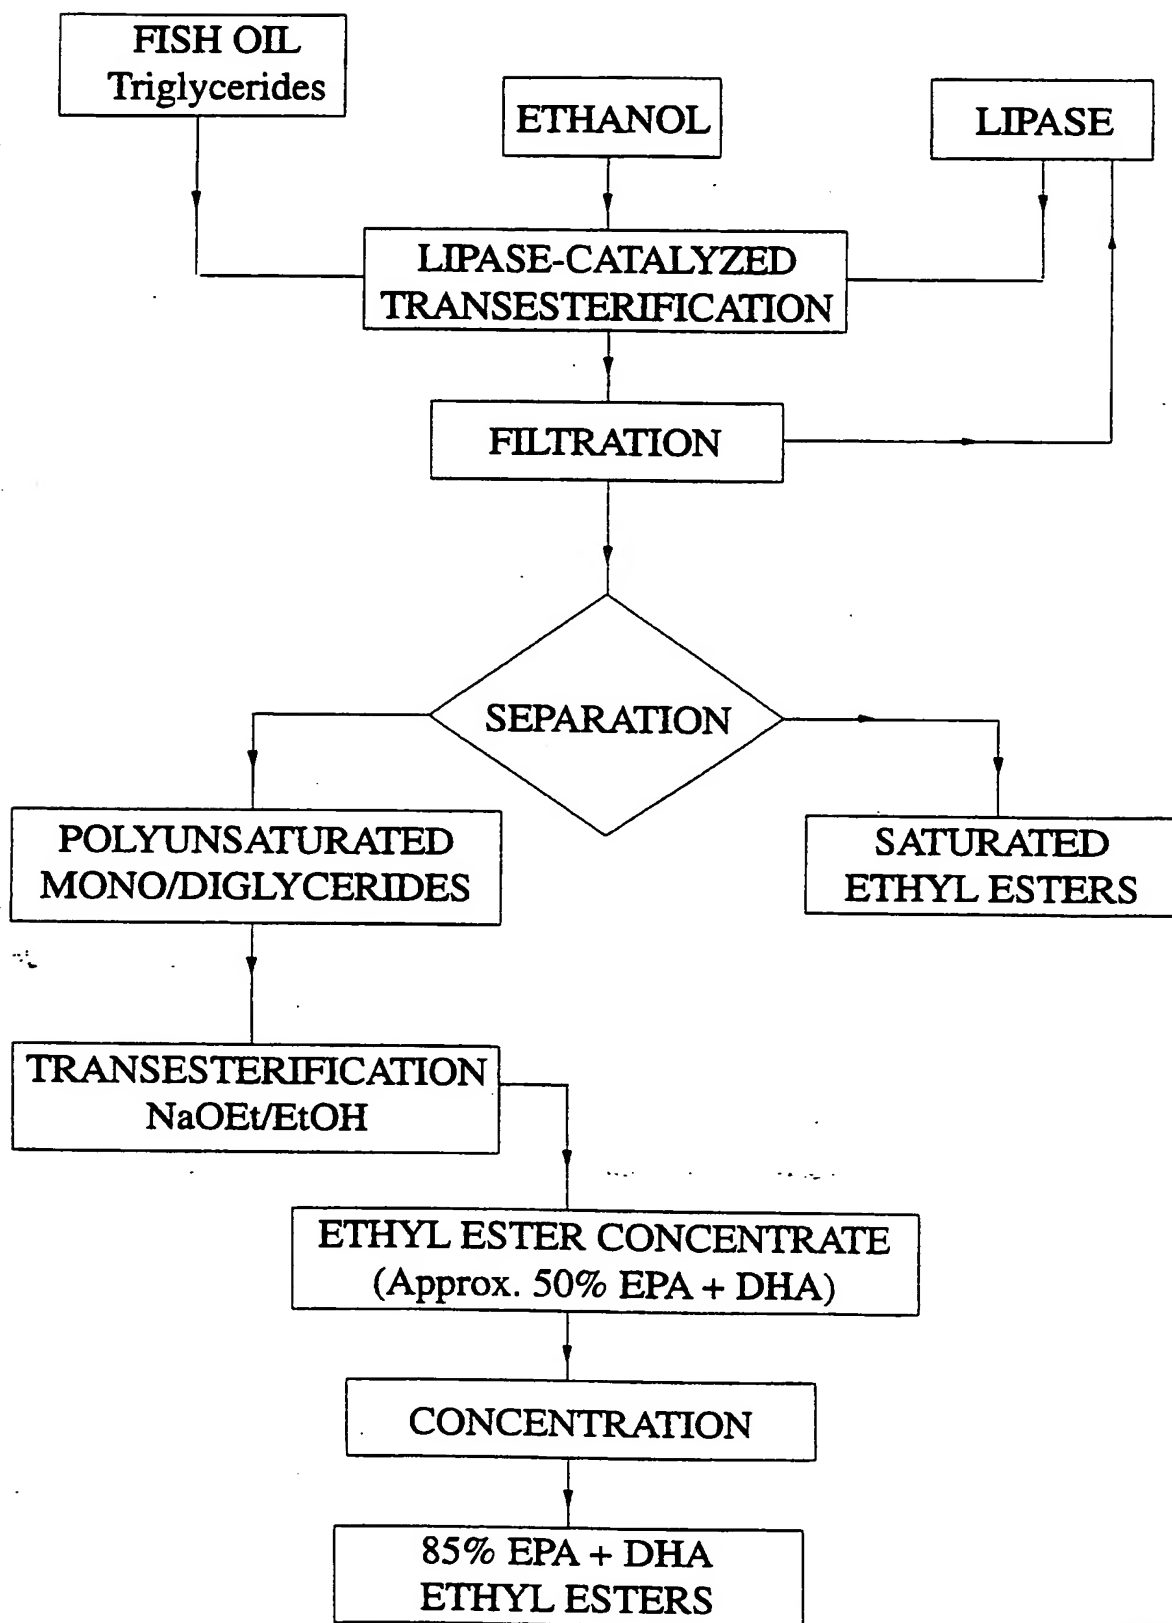 FISH OIL
Triglycerides
ETHANOL
LIPASE
LIPASE-CATALYZED
TRANSESTERIFICATION
FILTRATION
SEPARATION
POLYUNSATURATED
MONO/DIGLYCERIDES
SATURATED
ETHYL ESTERS
TRANSESTERIFICATION
NaOEt/EtOH
ETHYL ESTER CONCENTRATE
(Approx. 50% EPA + DHA)
CONCENTRATION
85% EPA + DHA
ETHYL ESTERS